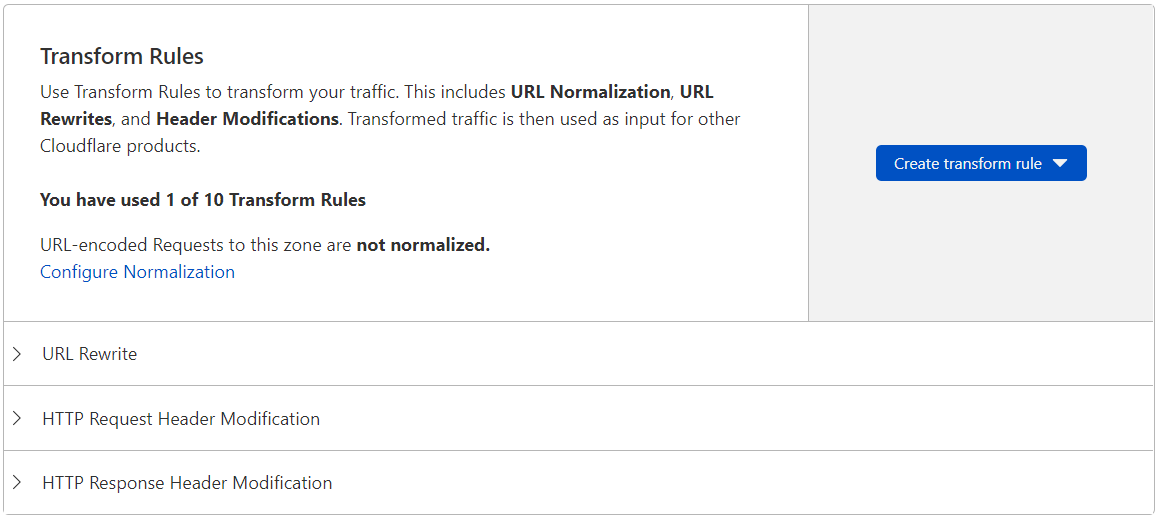 Transform Rules
Use Transform Rules to transform your traffic. This includes URL Normalization, URL
Rewrites, and Header Modifications. Transformed traffic is then used as input for other
Cloudflare products.
You have used 1 of 10 Transform Rules
URL-encoded Requests to this zone are not normalized.
Configure Normalization
Create transform rule
URL Rewrite
HTTP Request Header Modification
HTTP Response Header Modification